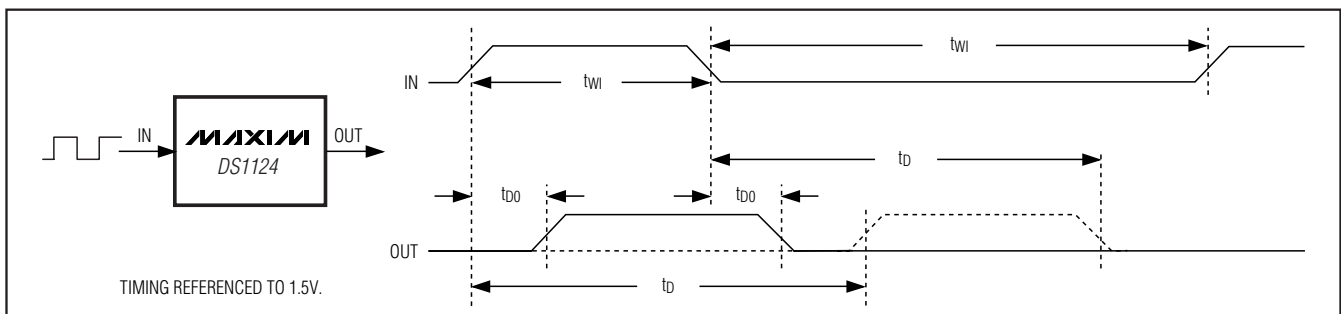 IN
tWI
tWI
IN
OUT
MAXIM
DS1124
tD
tD0
tD0
OUT
tD
TIMING REFERENCED TO 1.5V.